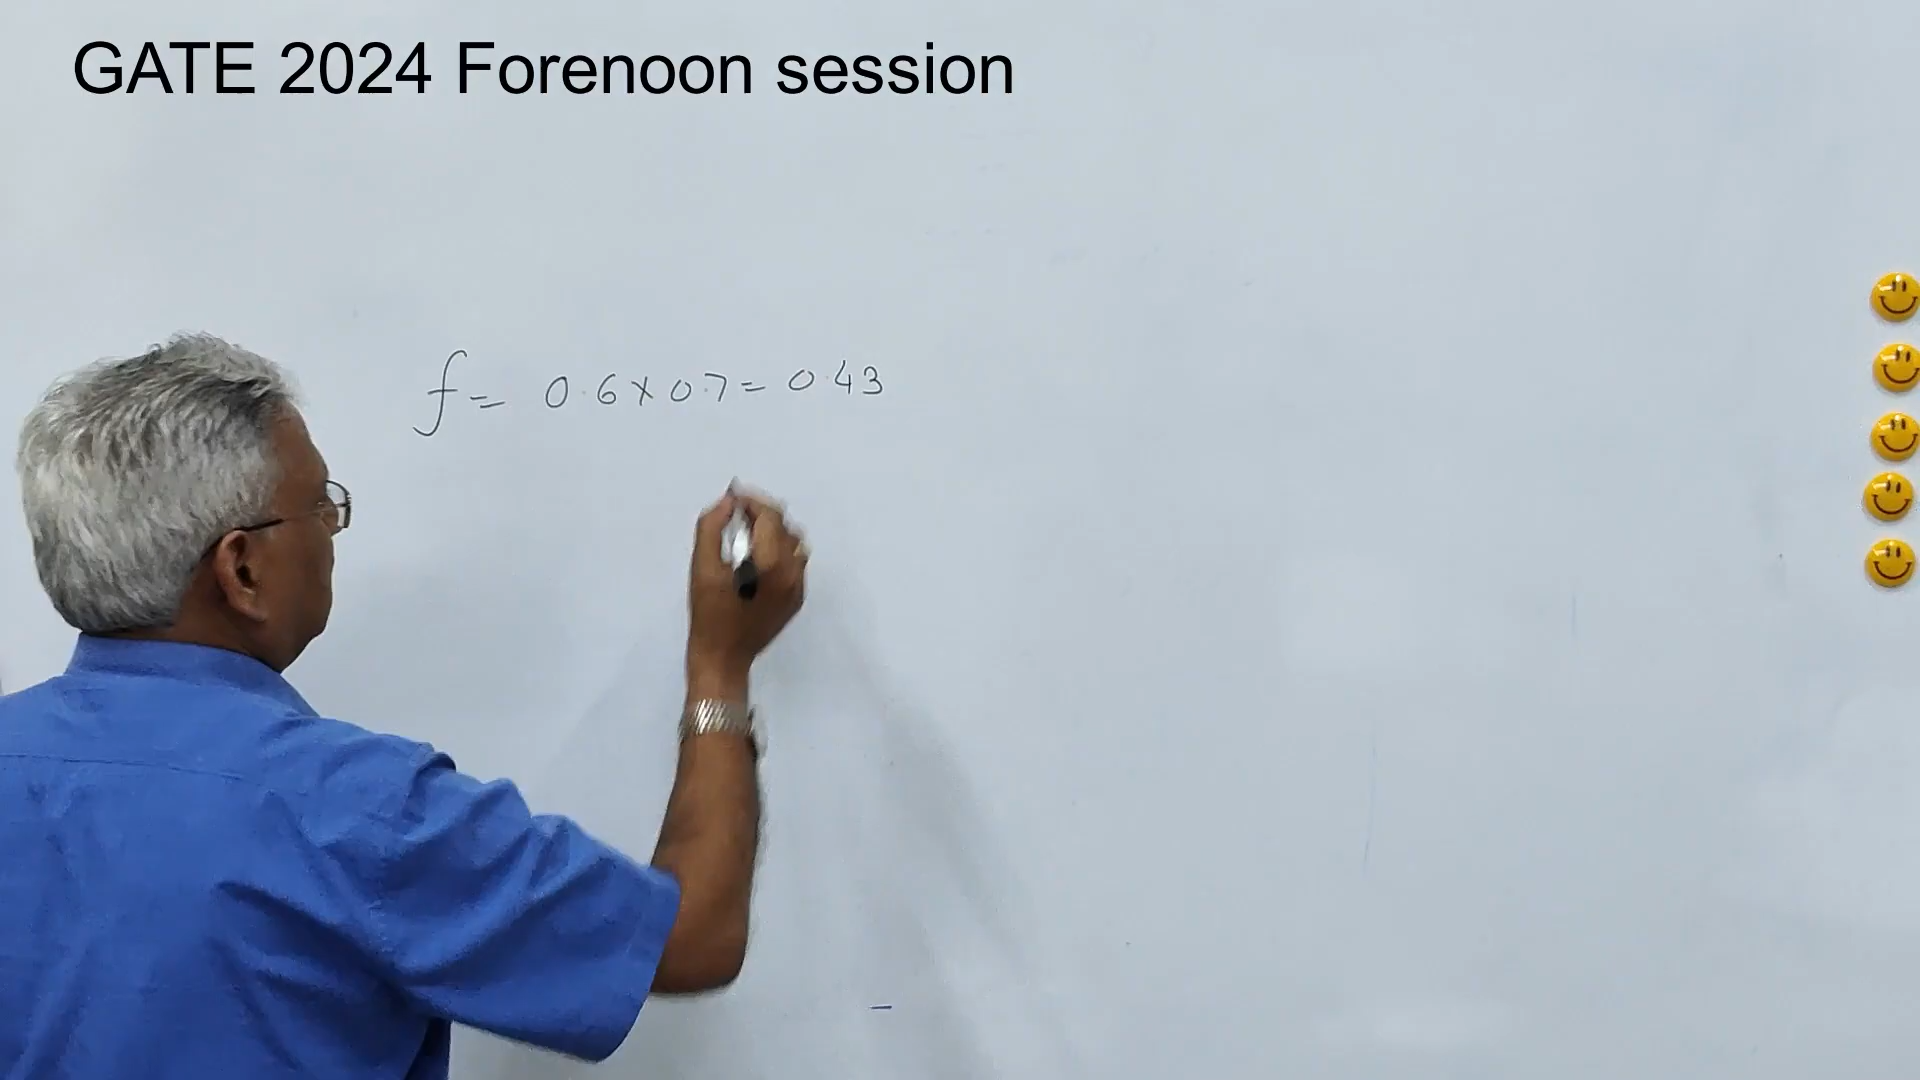 GATE 2024 Forenoon session
f = 0.6 x 0.7 = 0.43